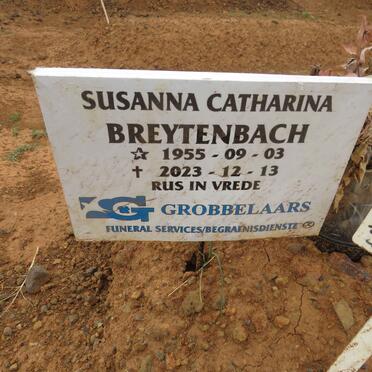 SUSANNA CATHARINA
BREYTENBACH
☆ 1955 - 09 - 03
✝ 2023 - 12 - 13
RUS IN VREDE
GROBBELAARS
FUNERAL SERVICES/BEGRAFNISDIENSTE